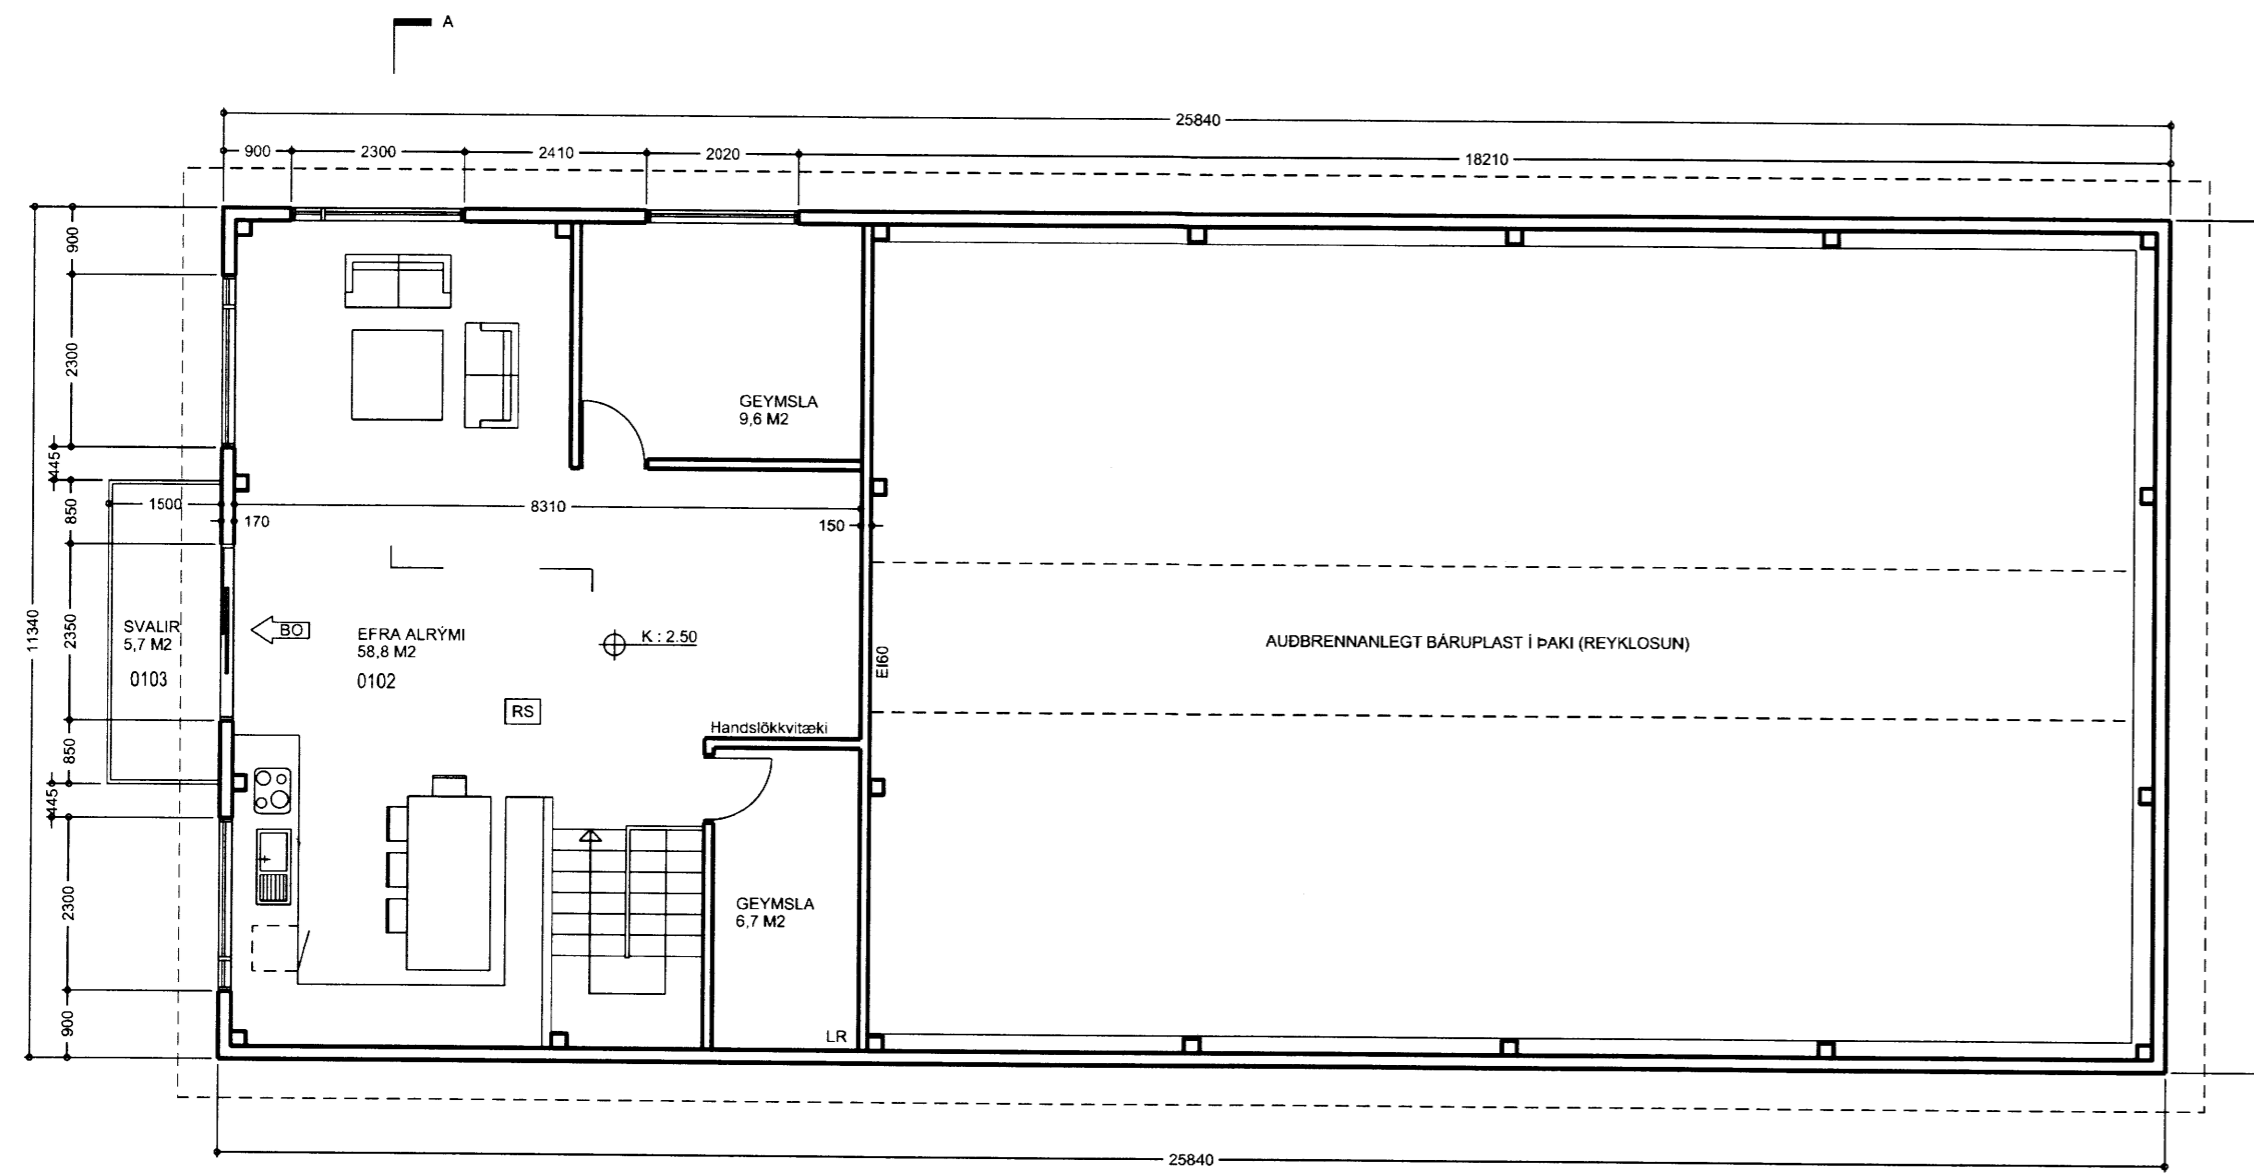 A
25840
900
2300
2410
2020
18210
900
2300
445
850
2350
850
445
2300
900
11340
GEYMSLA
9,6 M2
1500
170
8310
150
SVALIR
5,7 M2
0103
BO
EFRA ALRÝMI
58,8 M2
0102
K : 2.50
EI60
AUÐBRENNANLEGT BÁRUPLAST Í ÞAKI (REYKLOSUN)
RS
Handslökkvitæki
GEYMSLA
6,7 M2
LR
25840